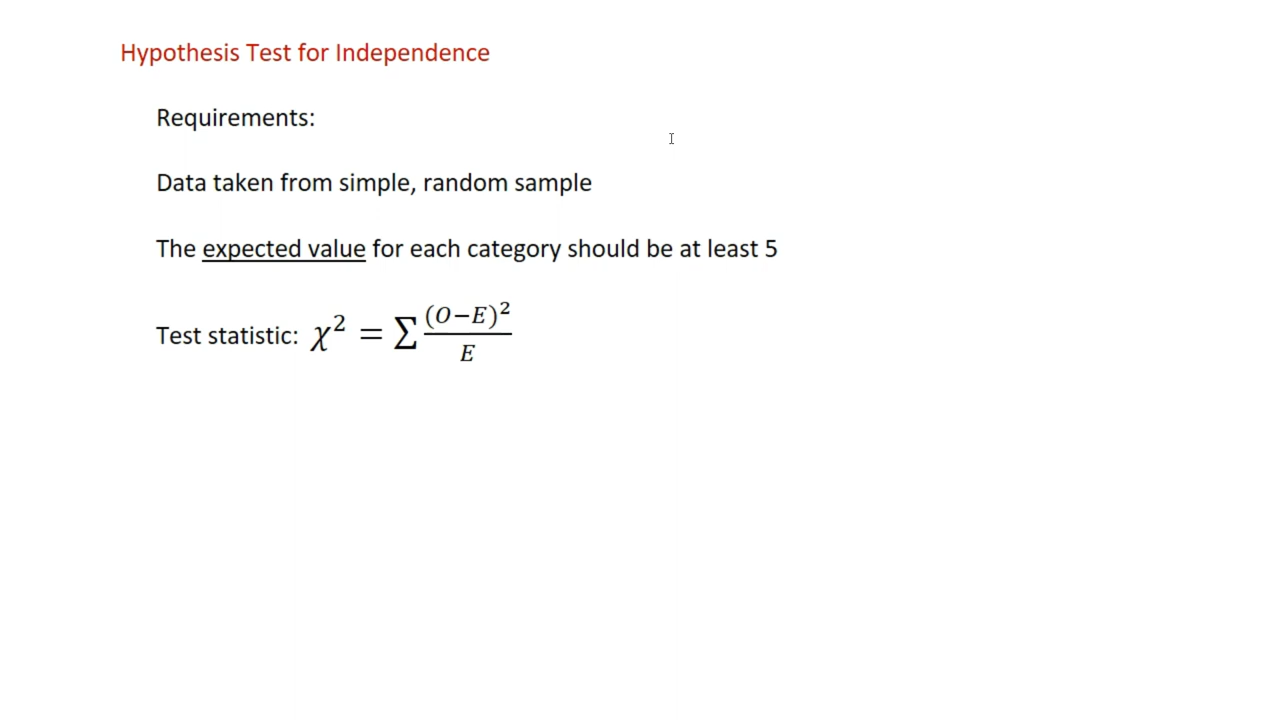 Hypothesis Test for Independence
Requirements:
Data taken from simple, random sample
The expected value for each category should be at least 5
Test statistic: χ² = Σ (O−E)² / E